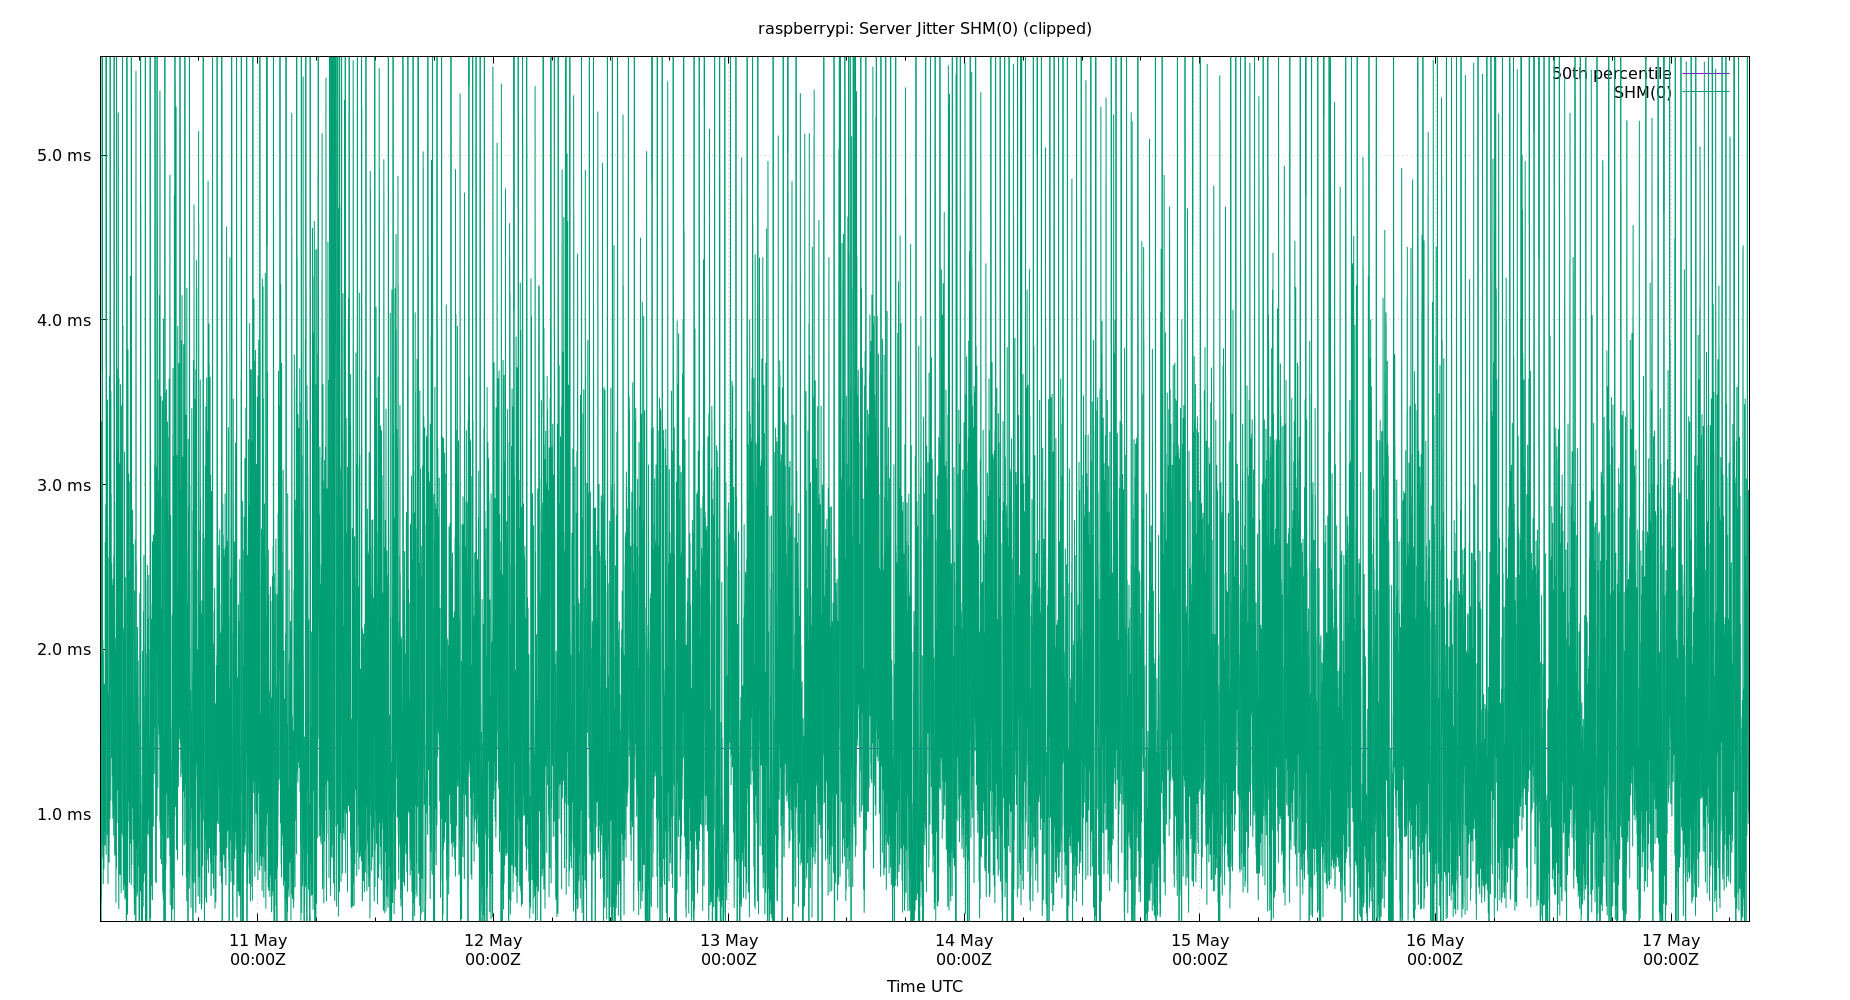 raspberrypi: Server Jitter SHM(0) (clipped)
50th percentile
SHM(0)
5.0 ms
4.0 ms
3.0 ms
2.0 ms
1.0 ms
11 May 12 May 13 May 14 May 15 May 16 May 17 May
00:00Z 00:00Z 00:00Z 00:00Z 00:00Z 00:00Z 00:00Z
Time UTC